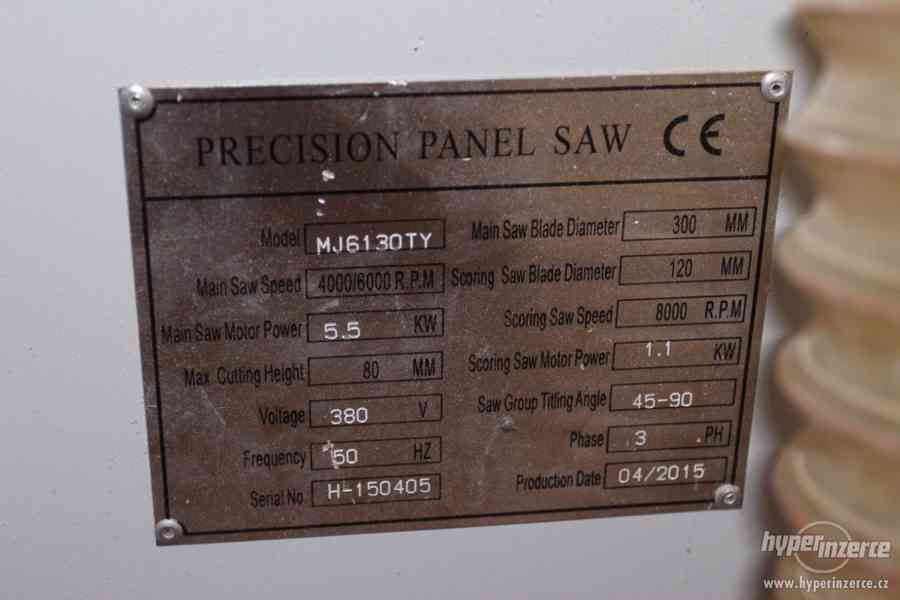 PRECISION PANEL SAW CE
Model MJ6130TY
Main Saw Speed 4000/6000 R.P.M
Main Saw Motor Power 5.5 KW
Max. Cutting Height 80 MM
Voltage 380 V
Frequency 50 HZ
Serial No. H-150405
Main Saw Blade Diameter 300 MM
Scoring Saw Blade Diameter 120 MM
Scoring Saw Speed 8000 R.P.M
Scoring Saw Motor Power 1.1 KW
Saw Group Titling Angle 45-90
Phase 3 PH
Production Date 04/2015
hyperinzerce
www.hyperinzerce.cz